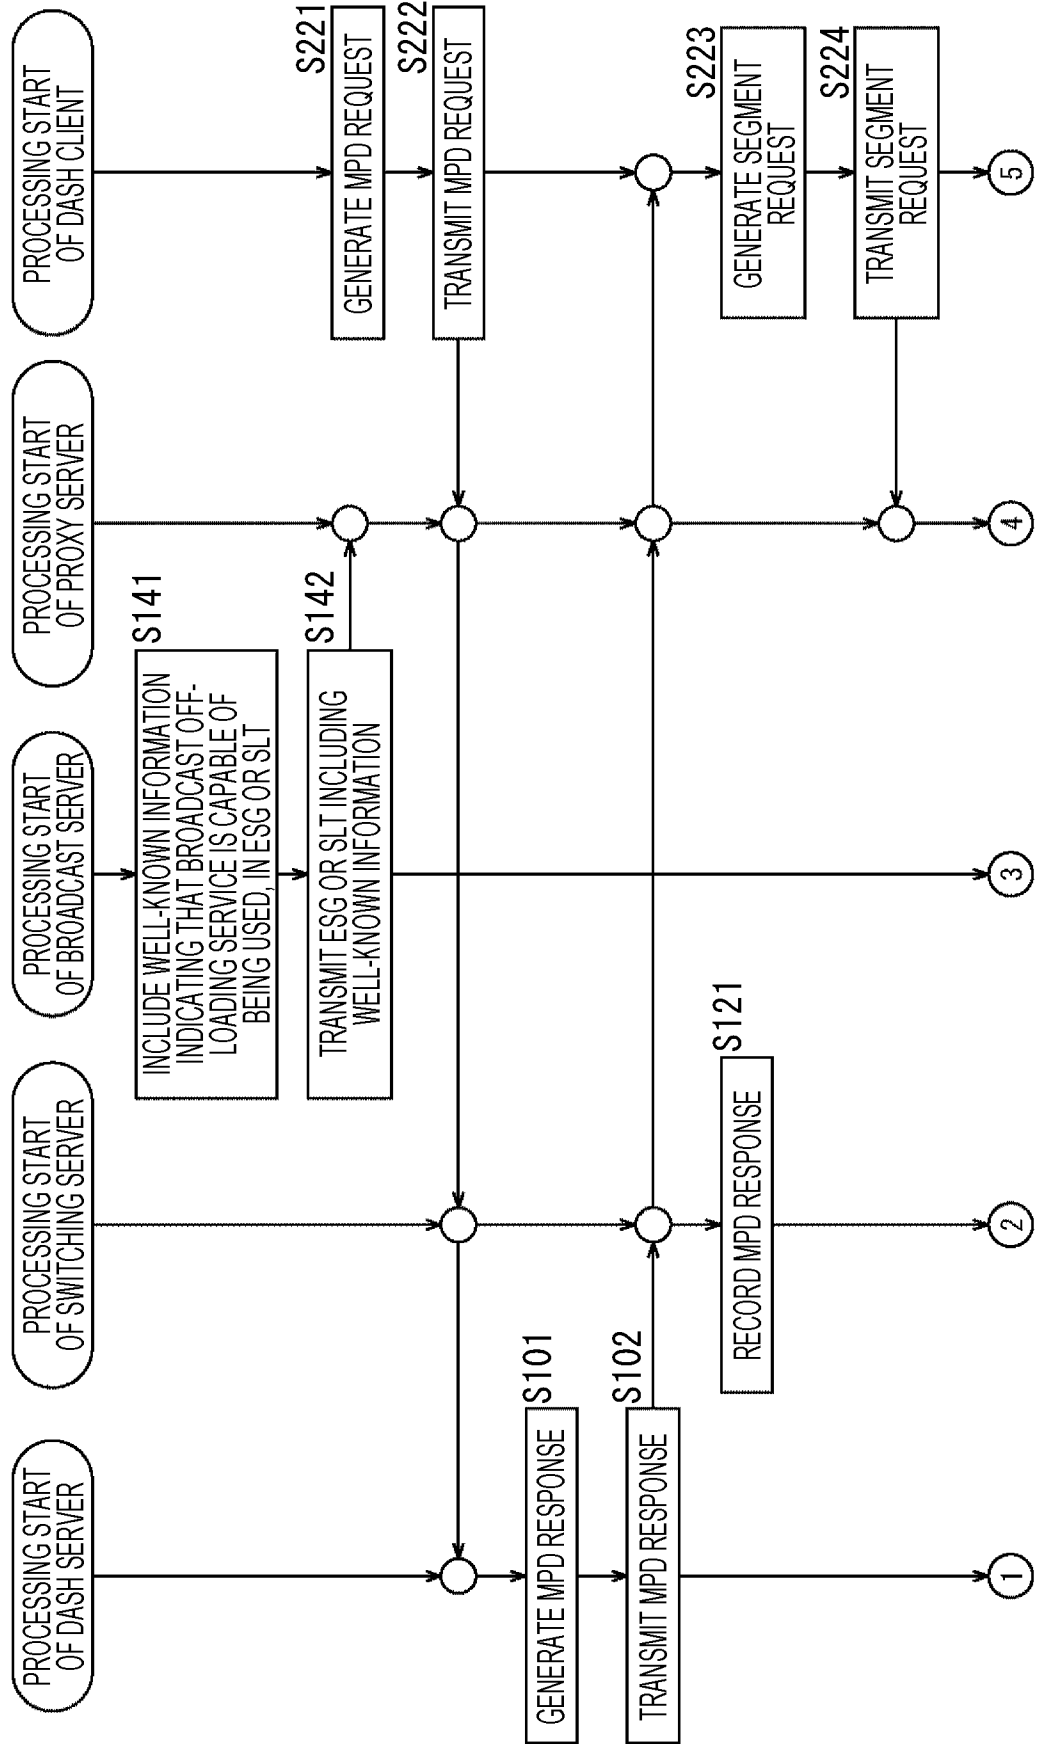 PROCESSING START
OF DASH SERVER
PROCESSING START
OF SWITCHING SERVER
PROCESSING START
OF BROADCAST SERVER
PROCESSING START
OF PROXY SERVER
PROCESSING START
OF DASH CLIENT
S141
INCLUDE WELL-KNOWN INFORMATION
INDICATING THAT BROADCAST OFF-
LOADING SERVICE IS CAPABLE OF
BEING USED, IN ESG OR SLT
S142
TRANSMIT ESG OR SLT INCLUDING
WELL-KNOWN INFORMATION
S221
GENERATE MPD REQUEST
S222
TRANSMIT MPD REQUEST
S101
GENERATE MPD RESPONSE
S102
TRANSMIT MPD RESPONSE
S121
RECORD MPD RESPONSE
S223
GENERATE SEGMENT
REQUEST
S224
TRANSMIT SEGMENT
REQUEST
1
2
3
4
5